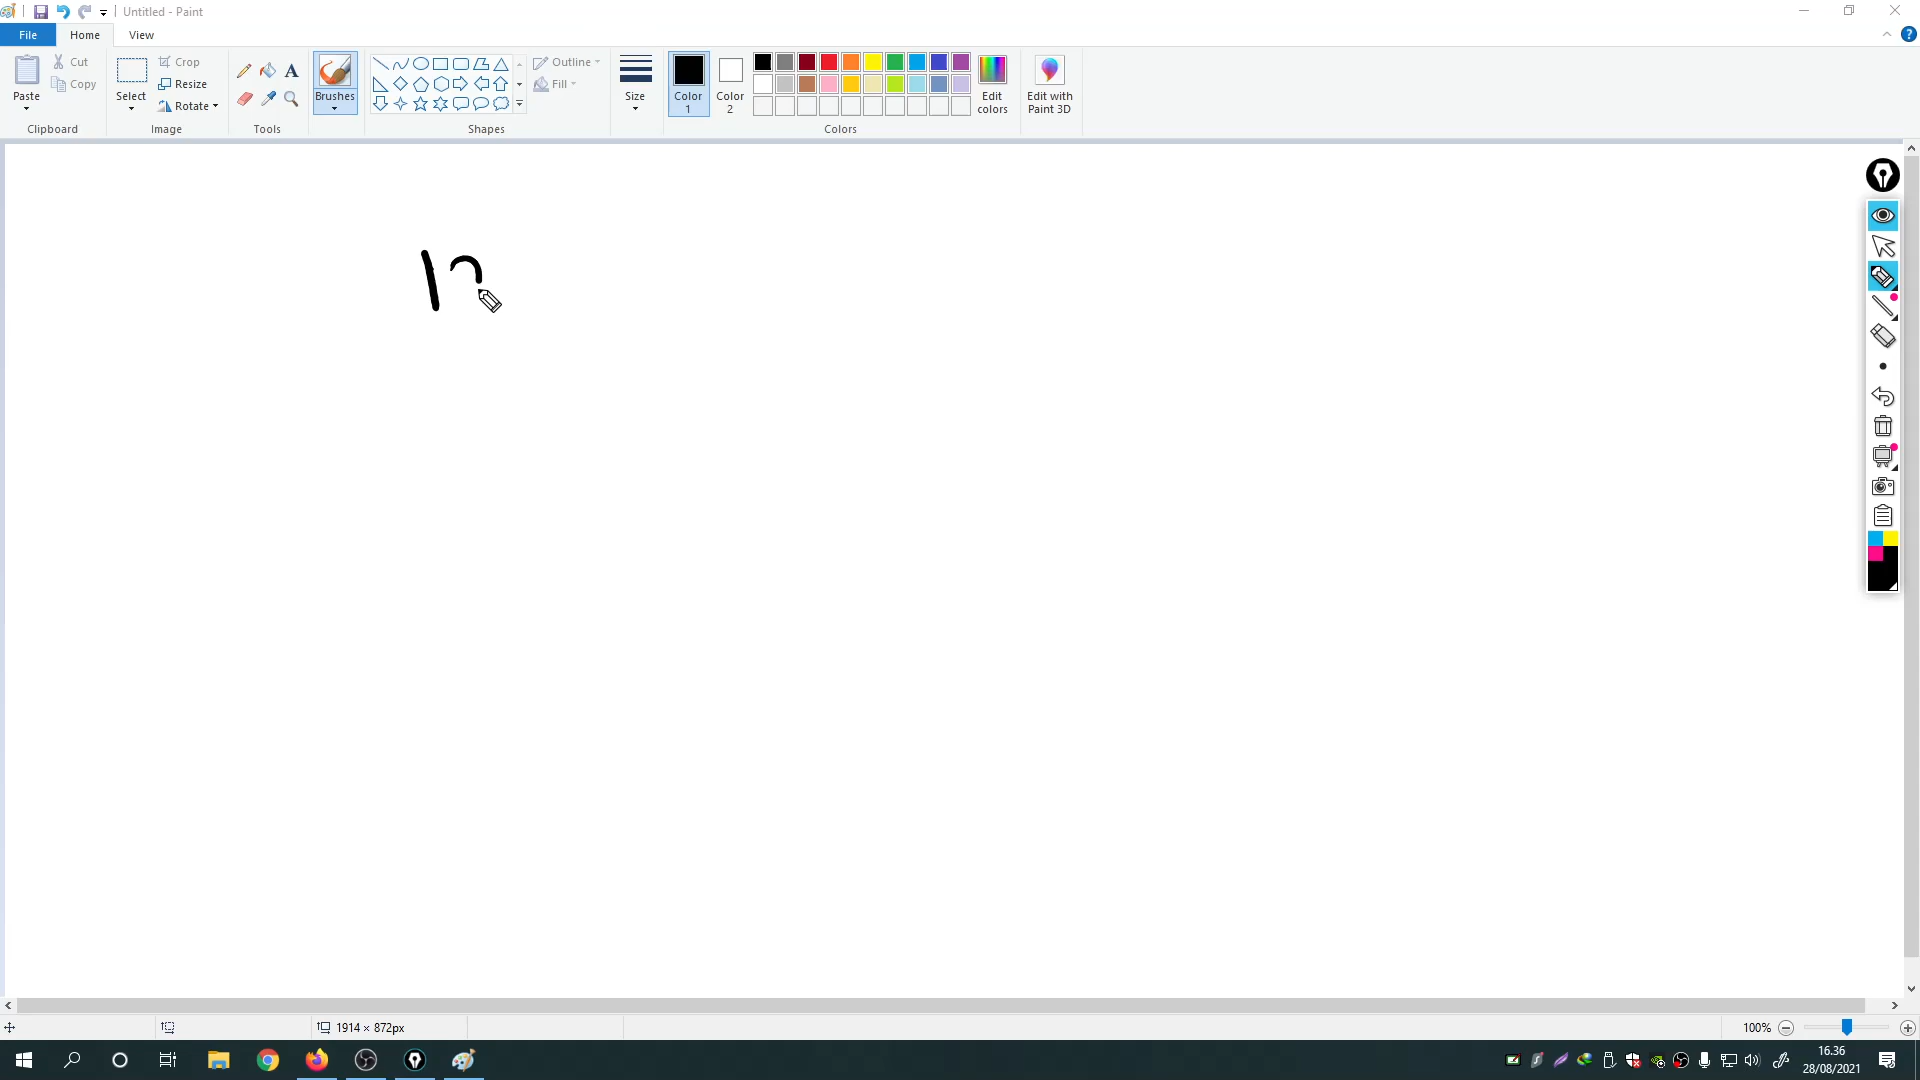 Untitled - Paint
File Home View
Paste
Cut
Copy
Clipboard
Select
Crop
Resize
Rotate
Image
Tools
Brushes
Shapes
Outline
Fill
Size
Color 1
Color 2
Edit colors
Colors
Edit with Paint 3D
1914 × 872px
100%
16.36
28/08/2021